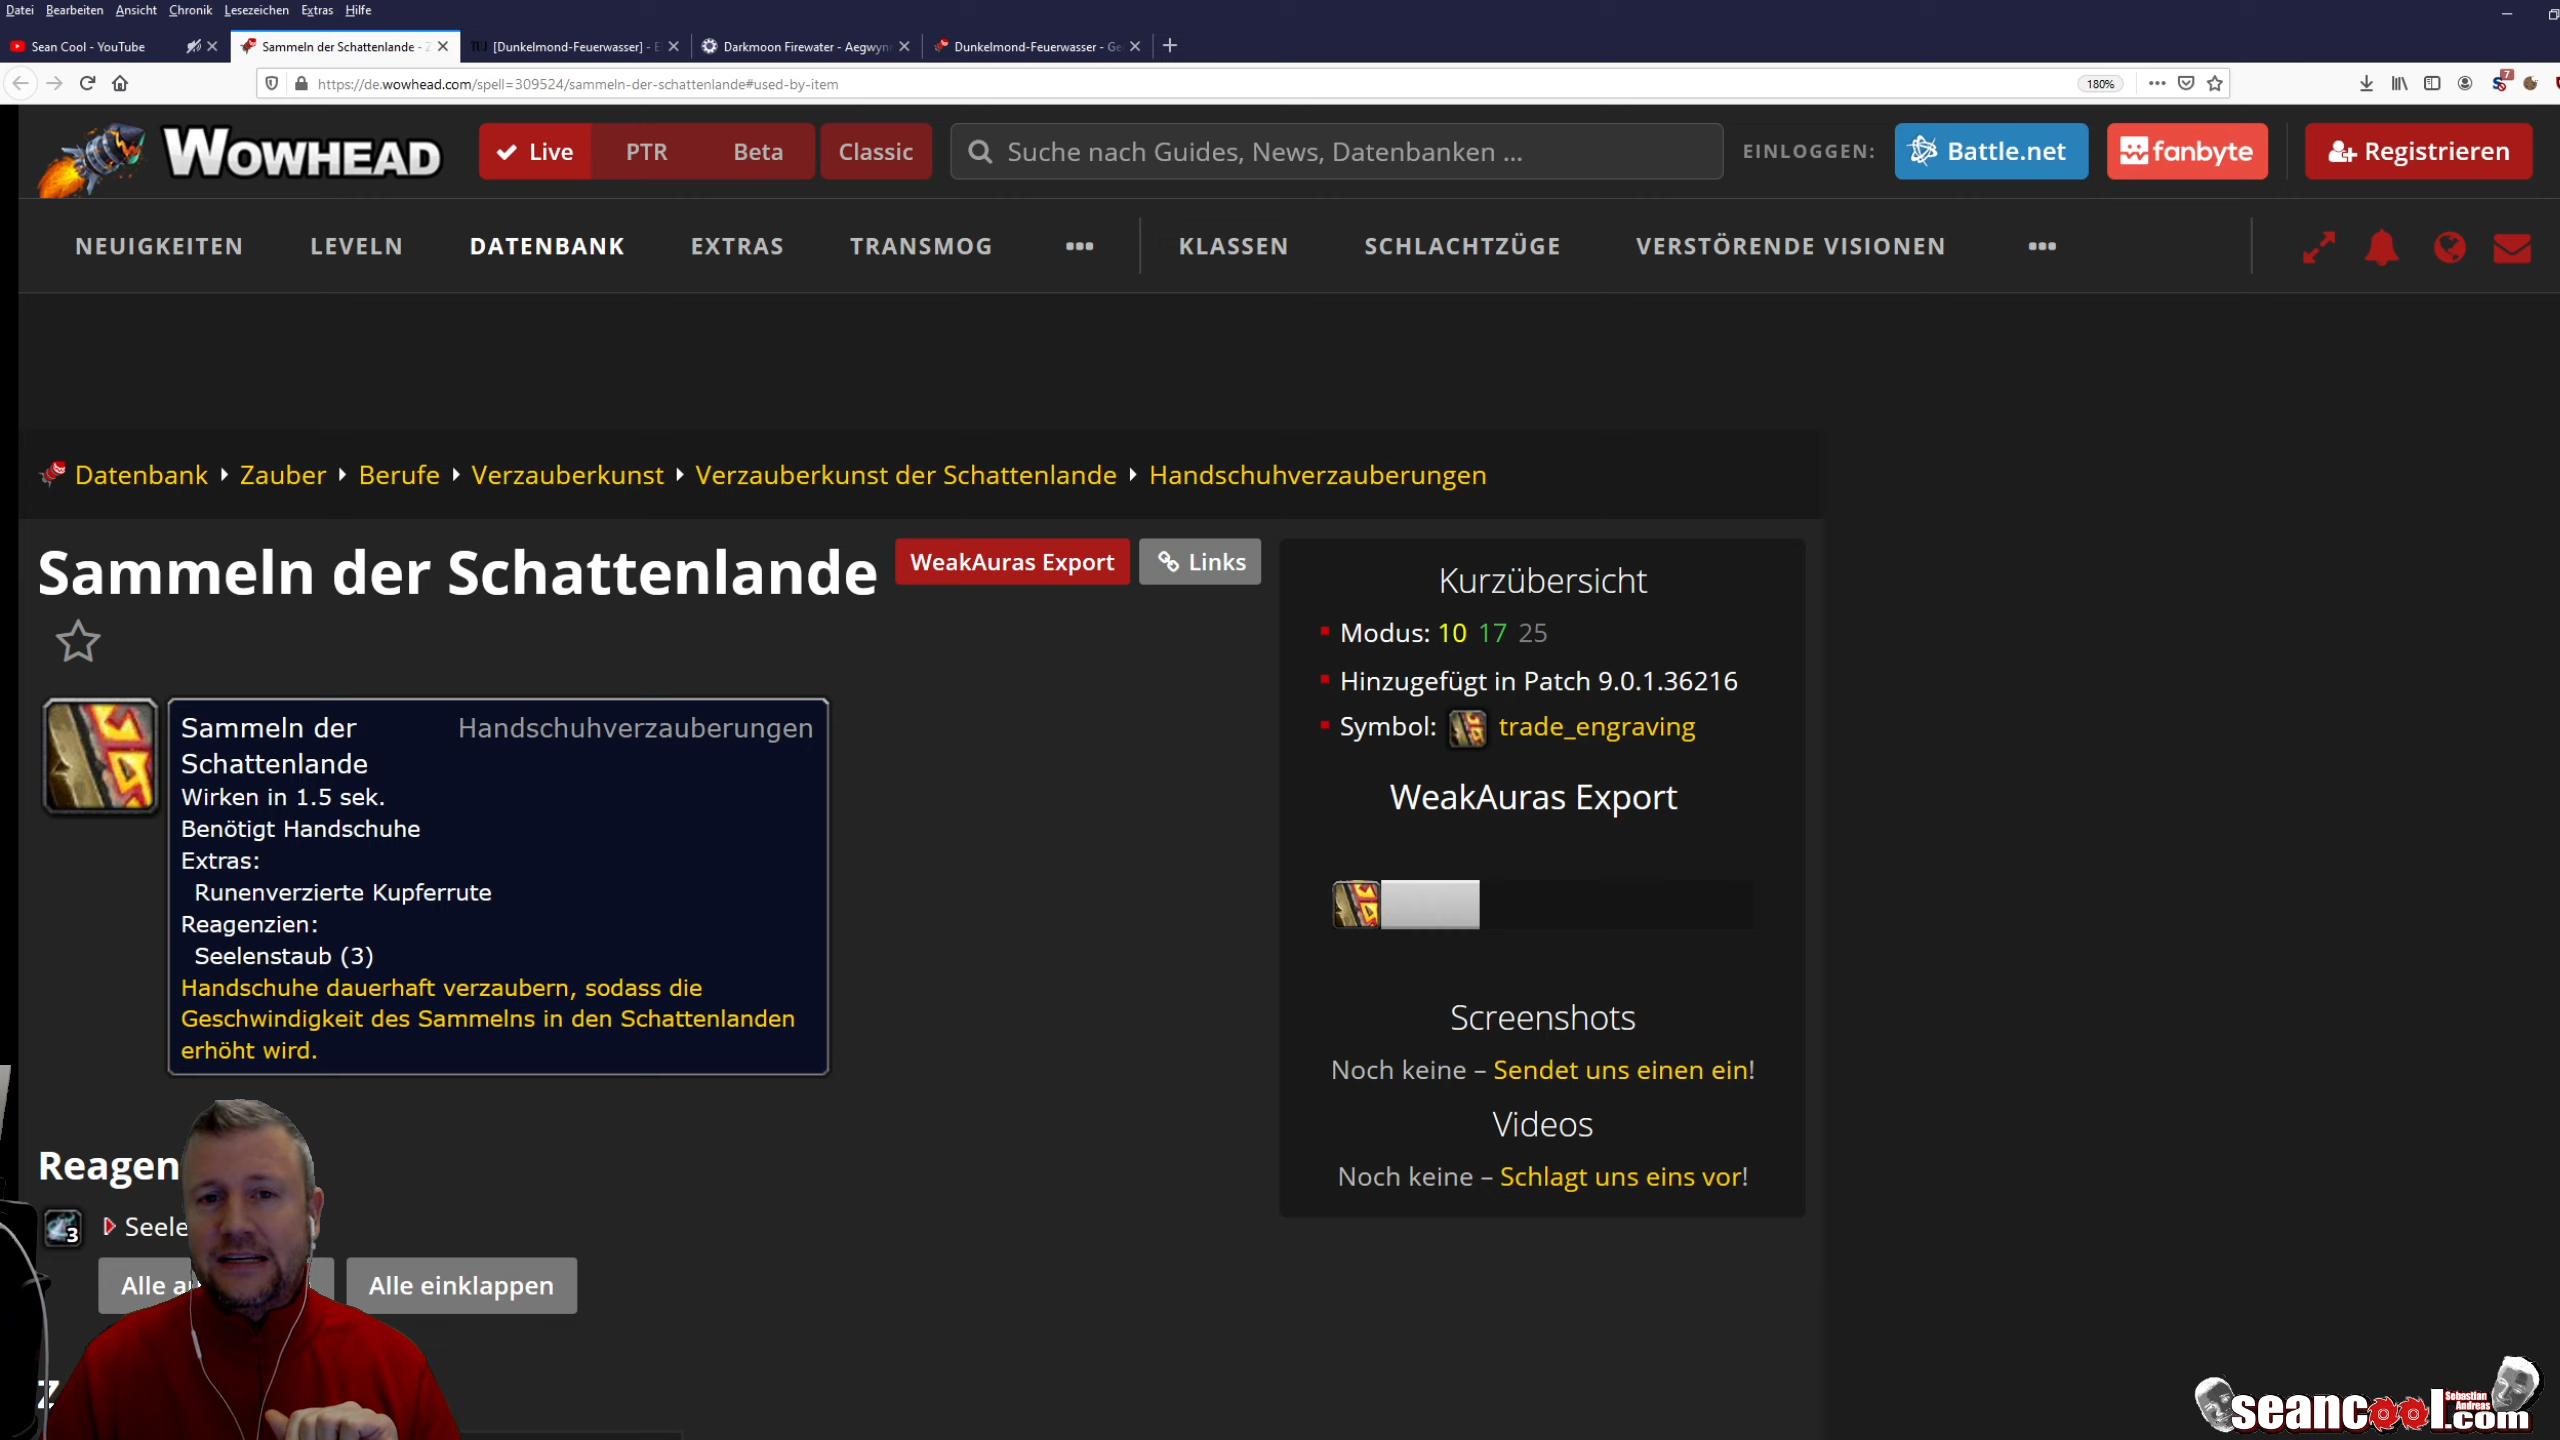 Datei Bearbeiten Ansicht Chronik Lesezeichen Extras Hilfe
Sean Cool - YouTube
Sammeln der Schattenlande - Z
[Dunkelmond-Feuerwasser] - E
Darkmoon Firewater - Aegwyn
Dunkelmond-Feuerwasser - Ge
https://de.wowhead.com/spell=309524/sammeln-der-schattenlande#used-by-item
180%
7
WOWHEAD
Live
PTR
Beta
Classic
Suche nach Guides, News, Datenbanken ...
EINLOGGEN:
Battle.net
fanbyte
Registrieren
NEUIGKEITEN
LEVELN
DATENBANK
EXTRAS
TRANSMOG
KLASSEN
SCHLACHTZÜGE
VERSTÖRENDE VISIONEN
Datenbank
Zauber
Berufe
Verzauberkunst
Verzauberkunst der Schattenlande
Handschuhverzauberungen
Sammeln der Schattenlande
WeakAuras Export
Links
Sammeln der Schattenlande
Handschuhverzauberungen
Wirken in 1.5 sek.
Benötigt Handschuhe
Extras:
Runenverzierte Kupferrute
Reagenzien:
Seelenstaub (3)
Handschuhe dauerhaft verzaubern, sodass die
Geschwindigkeit des Sammelns in den Schattenlanden
erhöht wird.
Kurzübersicht
Modus: 10 17 25
Hinzugefügt in Patch 9.0.1.36216
Symbol: trade_engraving
WeakAuras Export
Screenshots
Noch keine – Sendet uns einen ein!
Videos
Noch keine – Schlagt uns eins vor!
Reagen
3
Seele
Alle a
Alle einklappen
Z
seancool.com
Sebastian
Andreas